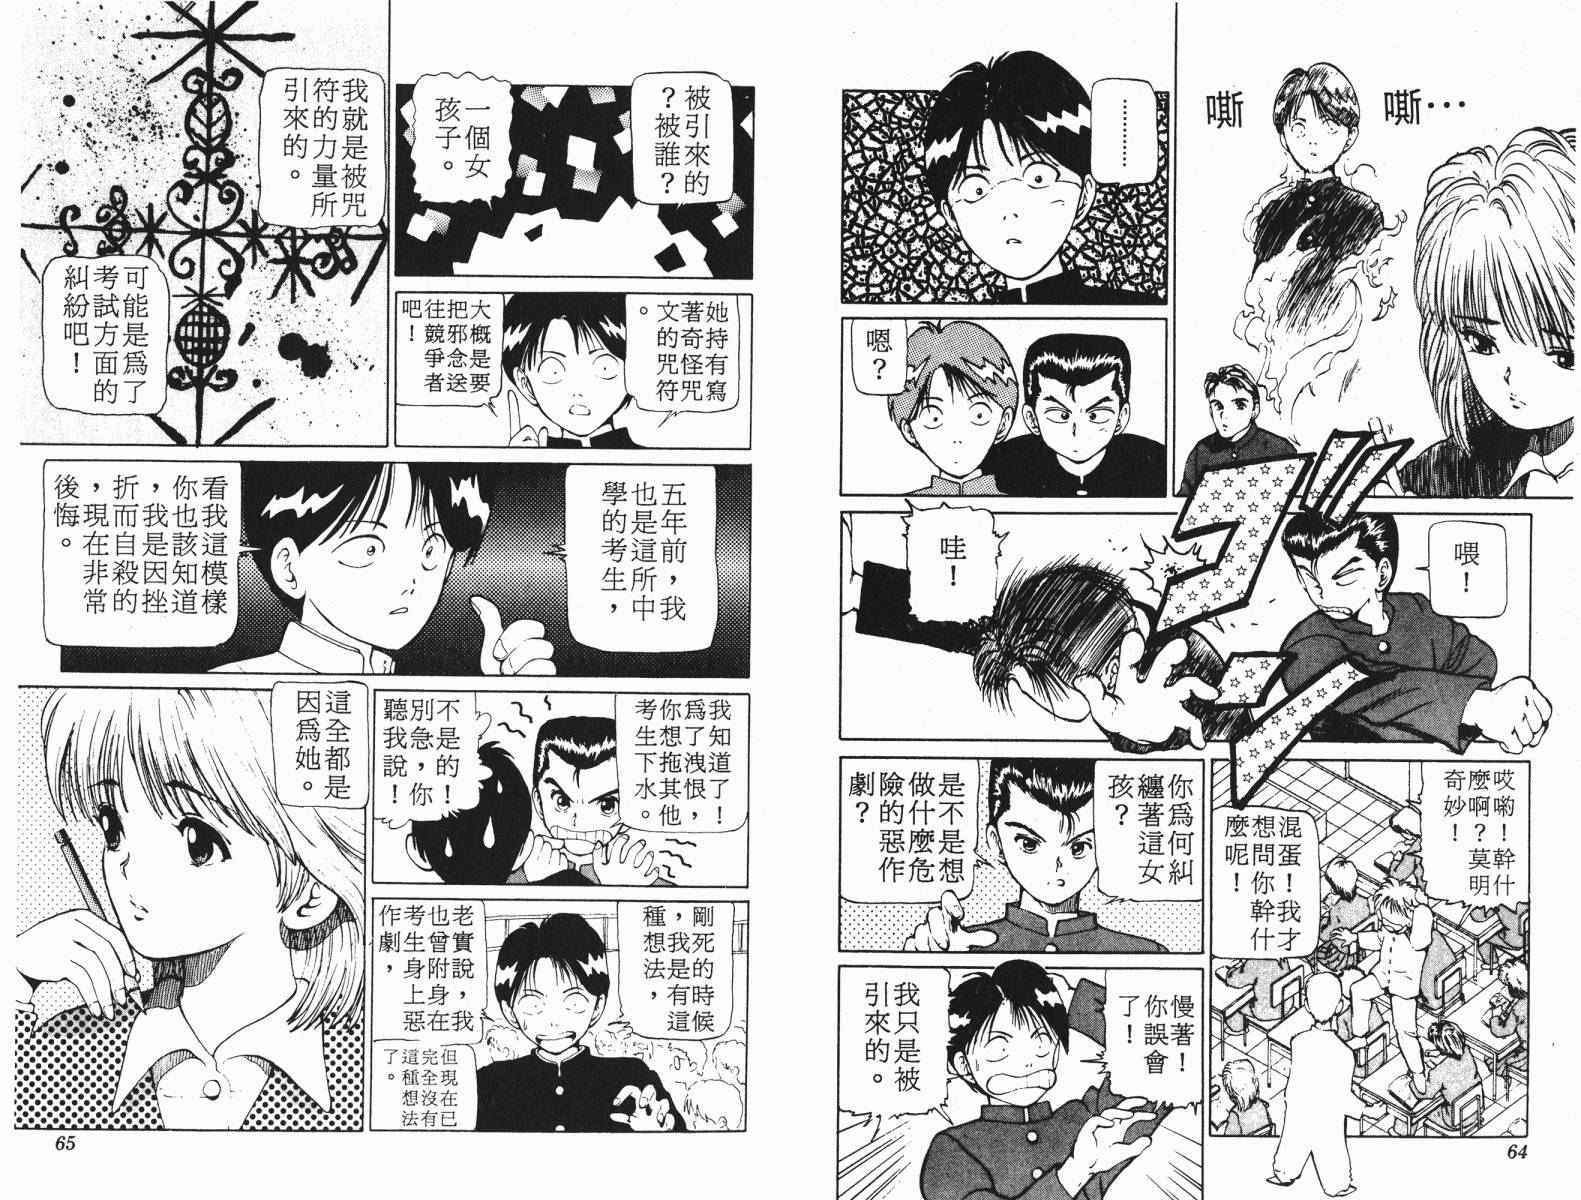 嘶…
嘶
………
嗯？
喂！
哇！
哎喲！幹什
麼啊？莫明
奇妙！
混蛋！我才
想問你幹什
麼呢！
你為何糾
纏著這女
孩？
是不是想
做什麼危
險的惡作
劇？
慢著！
你誤會
了！
我只是被
引來的。
64
被引來的
？被誰？
一個女
孩子。
她持有寫
著奇怪咒
文的咒符
。
大概是要
把邪念送
往競爭者
吧！
我就是被咒
符的力量所
引來的。
可能是為了
考試方面的
糾紛吧！
五年前，我
也是這所中
學的考生，
看我這模樣
你也該知道
，我是因挫
折而自殺的
，現在非常
後悔。
我知道了！
為了洩恨，
你想拖其他
考生下水。
不是的！
別急，你
聽我說！
剛死的時候
，我是有這
種想法，
老實說，我
也曾附身在
考生身上惡
作劇，
但現在已
完全沒有
這種想法
了。
這全都是
因為她。
65